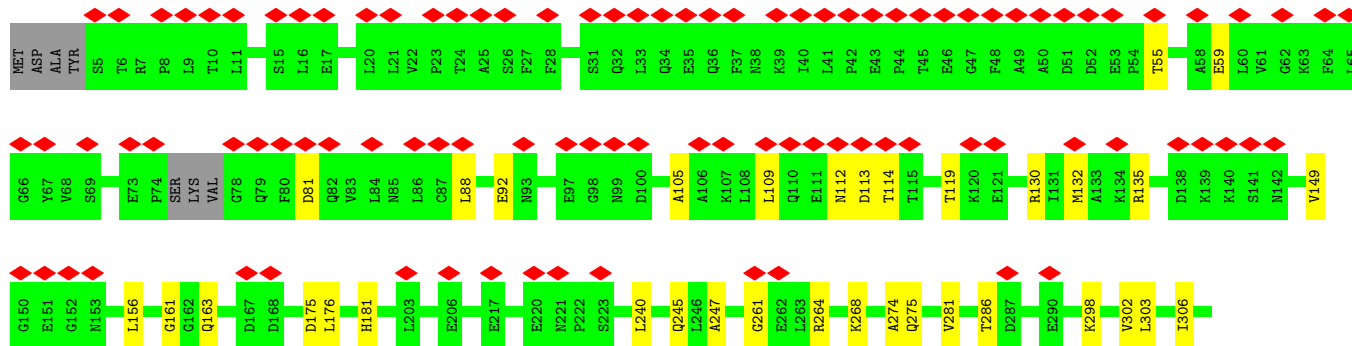 MET ASP ALA TYR S5 T6 R7 P8 L9 T10 L11 S15 L16 E17 L20 L21 V22 P23 T24 A25 S26 F27 F28 S31 Q32 L33 Q34 E35 Q36 F37 N38 K39 I40 L41 P42 E43 P44 T45 E46 G47 F48 A49 A50 D51 D52 E53 P54 T55 A58 E59 L60 V61 G62 K63 F64 L65
G66 Y67 V68 S69 E73 P74 SER LYS VAL G78 Q79 F80 D81 Q82 V83 L84 N85 L86 C87 L88 E92 N93 E97 G98 N99 D100 A105 A106 K107 L108 L109 Q110 E111 N112 D113 T114 T115 T119 K120 E121 R130 I131 M132 A133 K134 R135 D138 K139 K140 S141 N142 V149
G150 E151 G152 N153 L156 G161 G162 Q163 D167 D168 D175 L176 H181 L203 E206 E217 E220 N221 P222 S223 L240 Q245 L246 A247 G261 E262 L263 R264 K268 A274 Q275 V281 T286 D287 E290 K298 V302 L303 I306